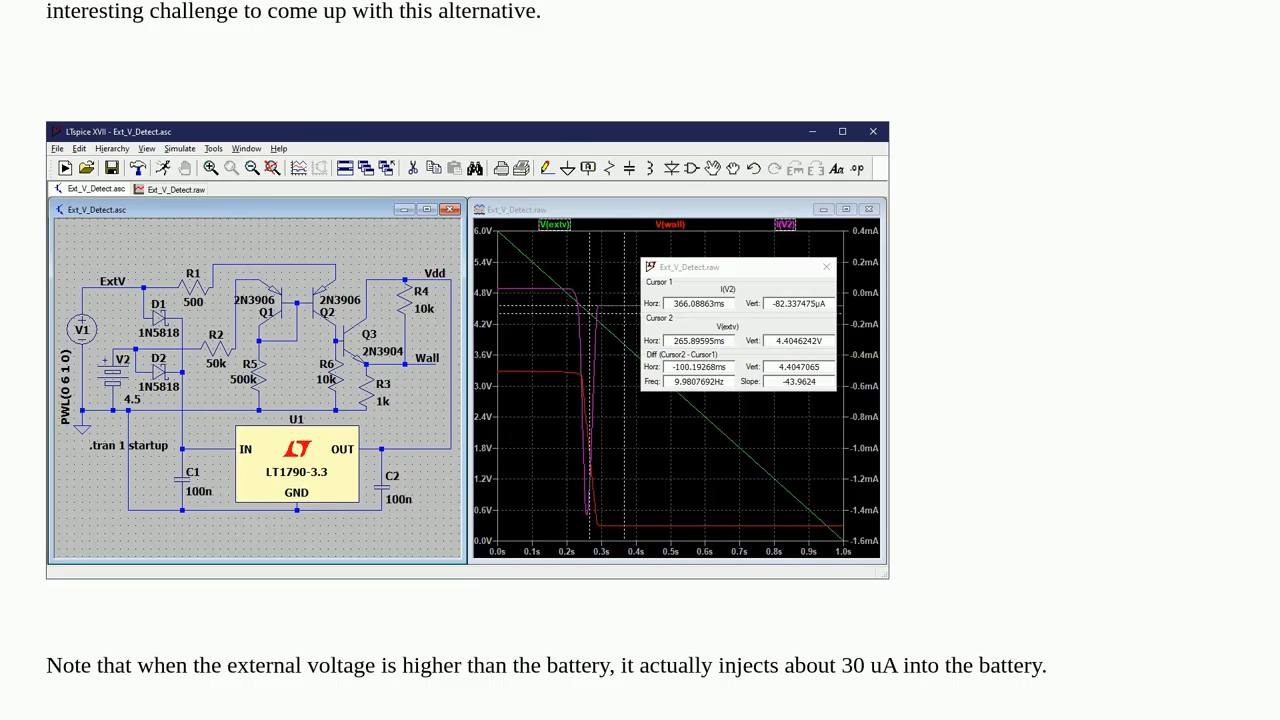 interesting challenge to come up with this alternative.
LTspice XVII - Ext_V_Detect.asc
File Edit Hierarchy View Simulate Tools Window Help
Ext_V_Detect.asc Ext_V_Detect.raw
Ext_V_Detect.asc
ExtV
R1
500
Vdd
D1
1N5818
2N3906
Q1
2N3906
Q2
R4
10k
V1
R2
50k
Q3
2N3904
V2
D2
1N5818
4.5
Wall
R5
500k
R6
10k
R3
1k
PWL(0 6 1 0)
.tran 1 startup
U1
IN OUT
LT1790-3.3
GND
C1
100n
C2
100n
Ext_V_Detect.raw
V(extv) V(wall) I(V2)
6.0V 0.4mA
5.4V 0.2mA
4.8V 0.0mA
4.2V -0.2mA
3.6V -0.4mA
3.0V -0.6mA
2.4V -0.8mA
1.8V -1.0mA
1.2V -1.2mA
0.6V -1.4mA
0.0V -1.6mA
0.0s 0.1s 0.2s 0.3s 0.4s 0.5s 0.6s 0.7s 0.8s 0.9s 1.0s
Ext_V_Detect.raw
Cursor 1
I(V2)
Horz: 366.08863ms Vert: -82.337475µA
Cursor 2
V(extv)
Horz: 265.89595ms Vert: 4.4046242V
Diff (Cursor2 - Cursor1)
Horz: -100.19268ms Vert: 4.4047065
Freq: 9.9807692Hz Slope: -43.9624
Note that when the external voltage is higher than the battery, it actually injects about 30 uA into the battery.